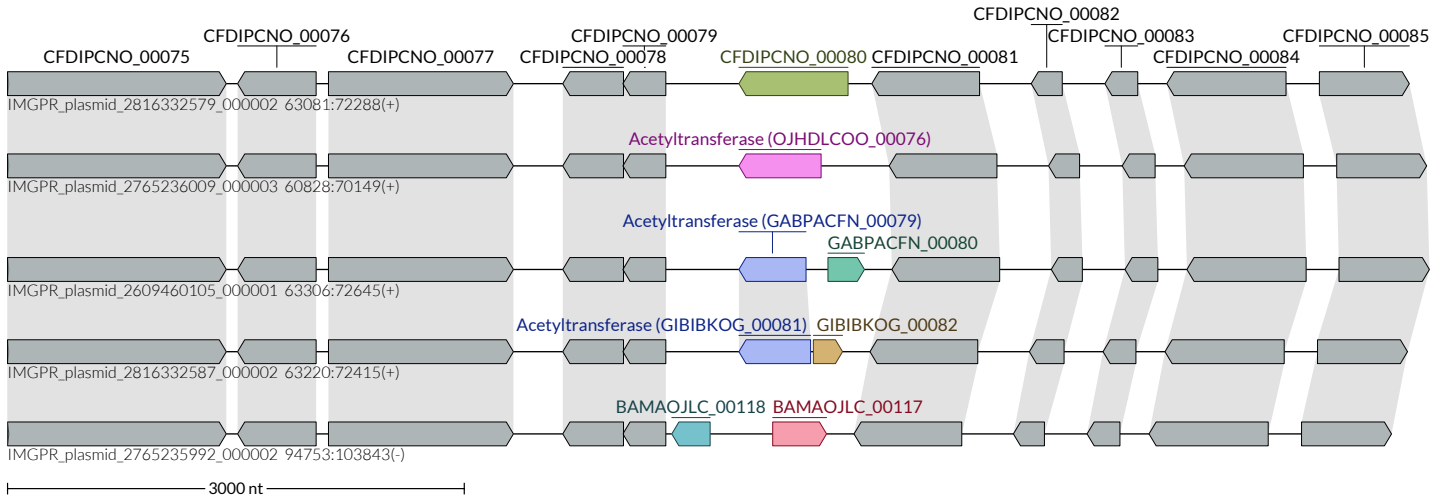 CFDIPCNO_00082
CFDIPCNO_00076 CFDIPCNO_00079 CFDIPCNO_00083 CFDIPCNO_00085
CFDIPCNO_00075 CFDIPCNO_00077 CFDIPCNO_00078 CFDIPCNO_00080 CFDIPCNO_00081 CFDIPCNO_00084
IMGPR_plasmid_2816332579_000002 63081:72288(+)
Acetyltransferase (OJHDLCOO_00076)
IMGPR_plasmid_2765236009_000003 60828:70149(+)
Acetyltransferase (GABPACFN_00079)
GABPACFN_00080
IMGPR_plasmid_2609460105_000001 63306:72645(+)
Acetyltransferase (GIBIBKOG_00081) GIBIBKOG_00082
IMGPR_plasmid_2816332587_000002 63220:72415(+)
BAMAOJLC_00118 BAMAOJLC_00117
IMGPR_plasmid_2765235992_000002 94753:103843(-)
3000 nt